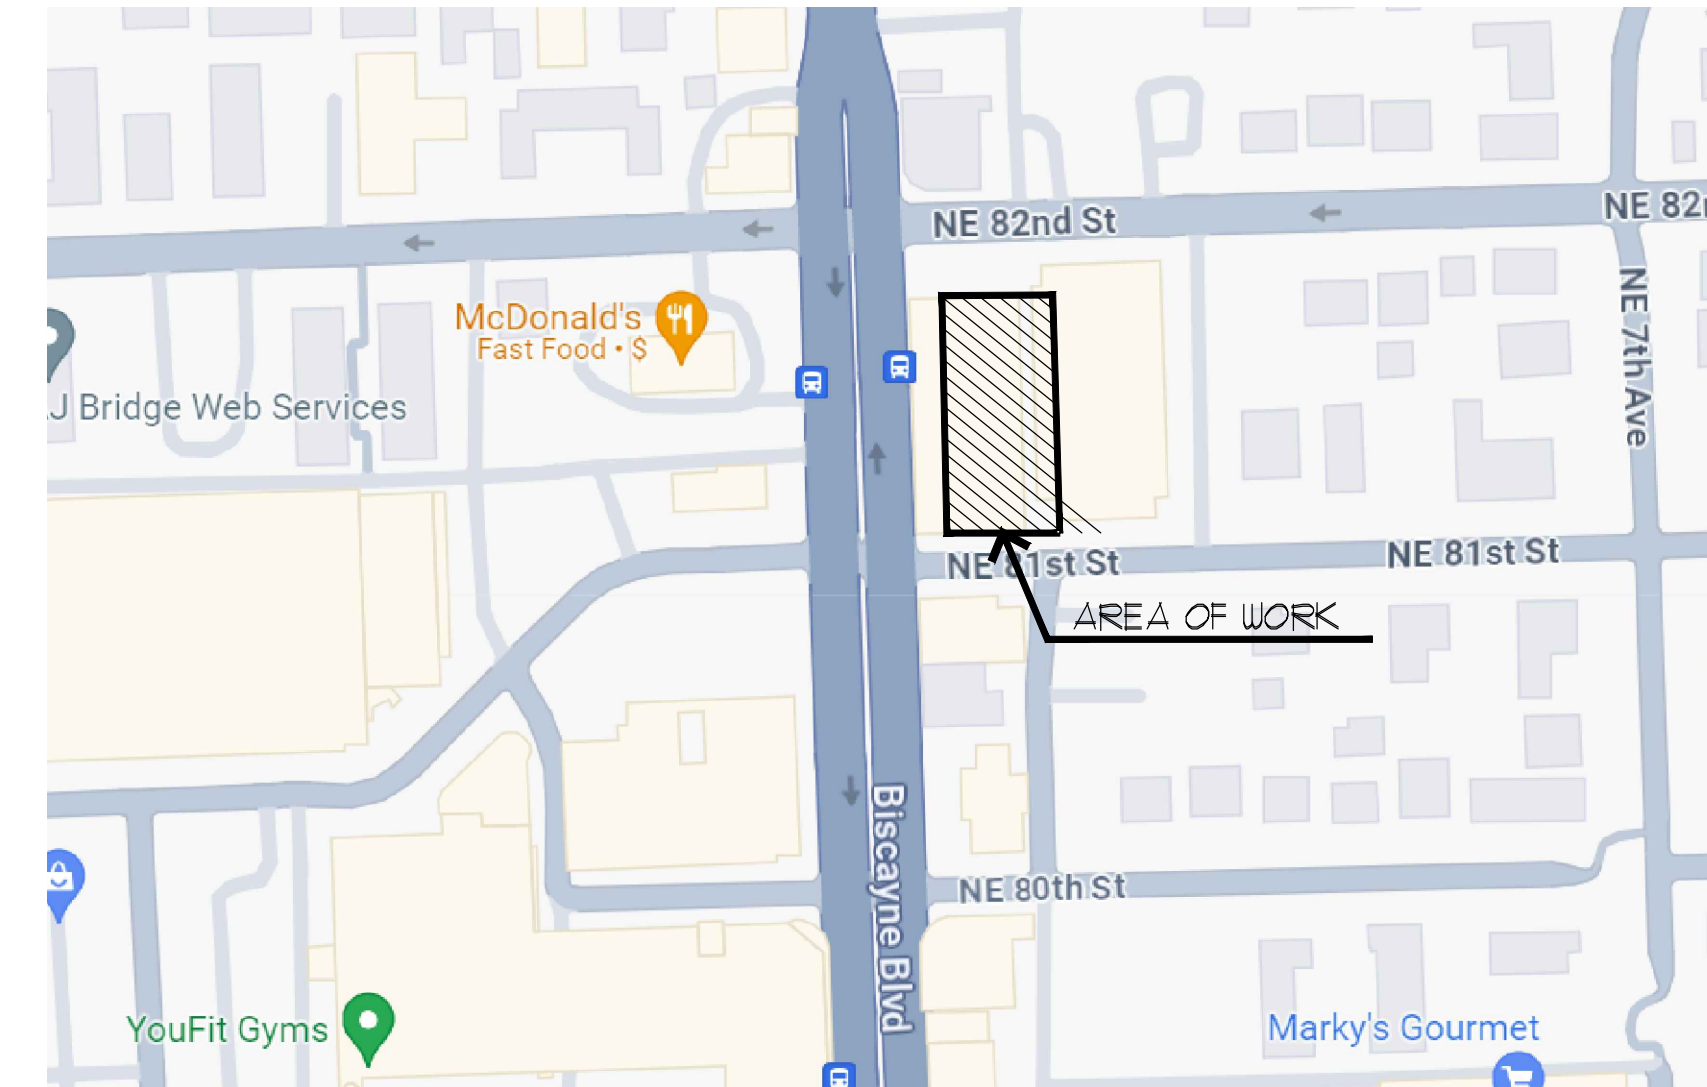 NE 82nd St
NE 82n
McDonald's
Fast Food • $
NE 7th Ave
J Bridge Web Services
NE 81st St
NE 81st St
AREA OF WORK
Biscayne Blvd
NE 80th St
YouFit Gyms
Marky's Gourmet